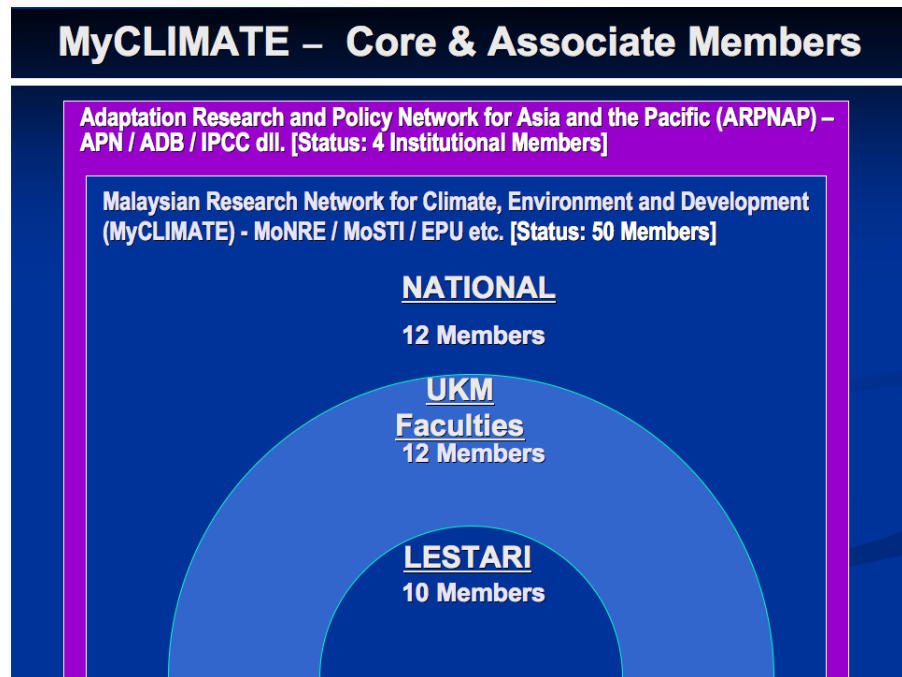 MyCLIMATE – Core & Associate Members
Adaptation Research and Policy Network for Asia and the Pacific (ARPNAP) –
APN / ADB / IPCC dll. [Status: 4 Institutional Members]
Malaysian Research Network for Climate, Environment and Development
(MyCLIMATE) - MoNRE / MoSTI / EPU etc. [Status: 50 Members]
NATIONAL
12 Members
UKM
Faculties
12 Members
LESTARI
10 Members